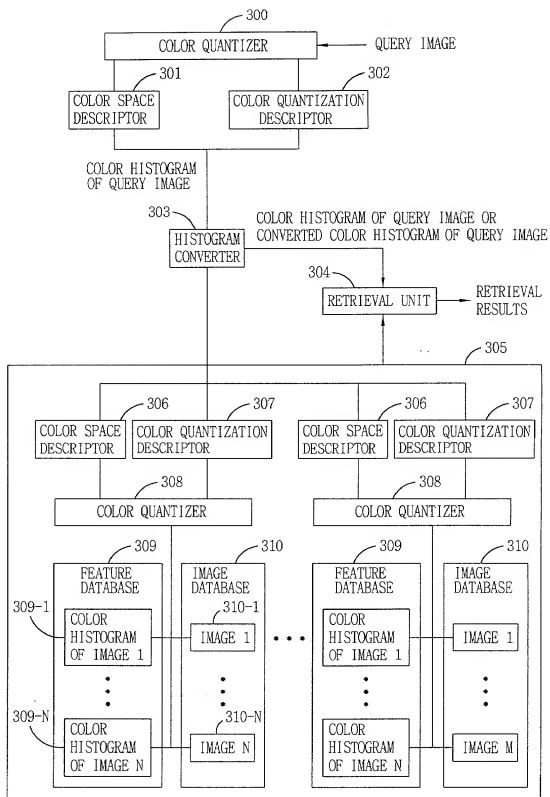 300
COLOR QUANTIZER
QUERY IMAGE
301
302
COLOR SPACE
DESCRIPTOR
COLOR QUANTIZATION
DESCRIPTOR
COLOR HISTOGRAM
OF QUERY IMAGE
303
HISTOGRAM
CONVERTER
COLOR HISTOGRAM OF QUERY IMAGE OR
CONVERTED COLOR HISTOGRAM OF QUERY IMAGE
304
RETRIEVAL UNIT
RETRIEVAL
RESULTS
305
306
307
306
307
COLOR SPACE
DESCRIPTOR
COLOR QUANTIZATION
DESCRIPTOR
COLOR SPACE
DESCRIPTOR
COLOR QUANTIZATION
DESCRIPTOR
308
308
COLOR QUANTIZER
COLOR QUANTIZER
309
310
309
310
FEATURE
DATABASE
IMAGE
DATABASE
FEATURE
DATABASE
IMAGE
DATABASE
309-1
COLOR
HISTOGRAM
OF IMAGE 1
310-1
IMAGE 1
COLOR
HISTOGRAM
OF IMAGE 1
IMAGE 1
309-N
COLOR
HISTOGRAM
OF IMAGE N
310-N
IMAGE N
COLOR
HISTOGRAM
OF IMAGE N
IMAGE M